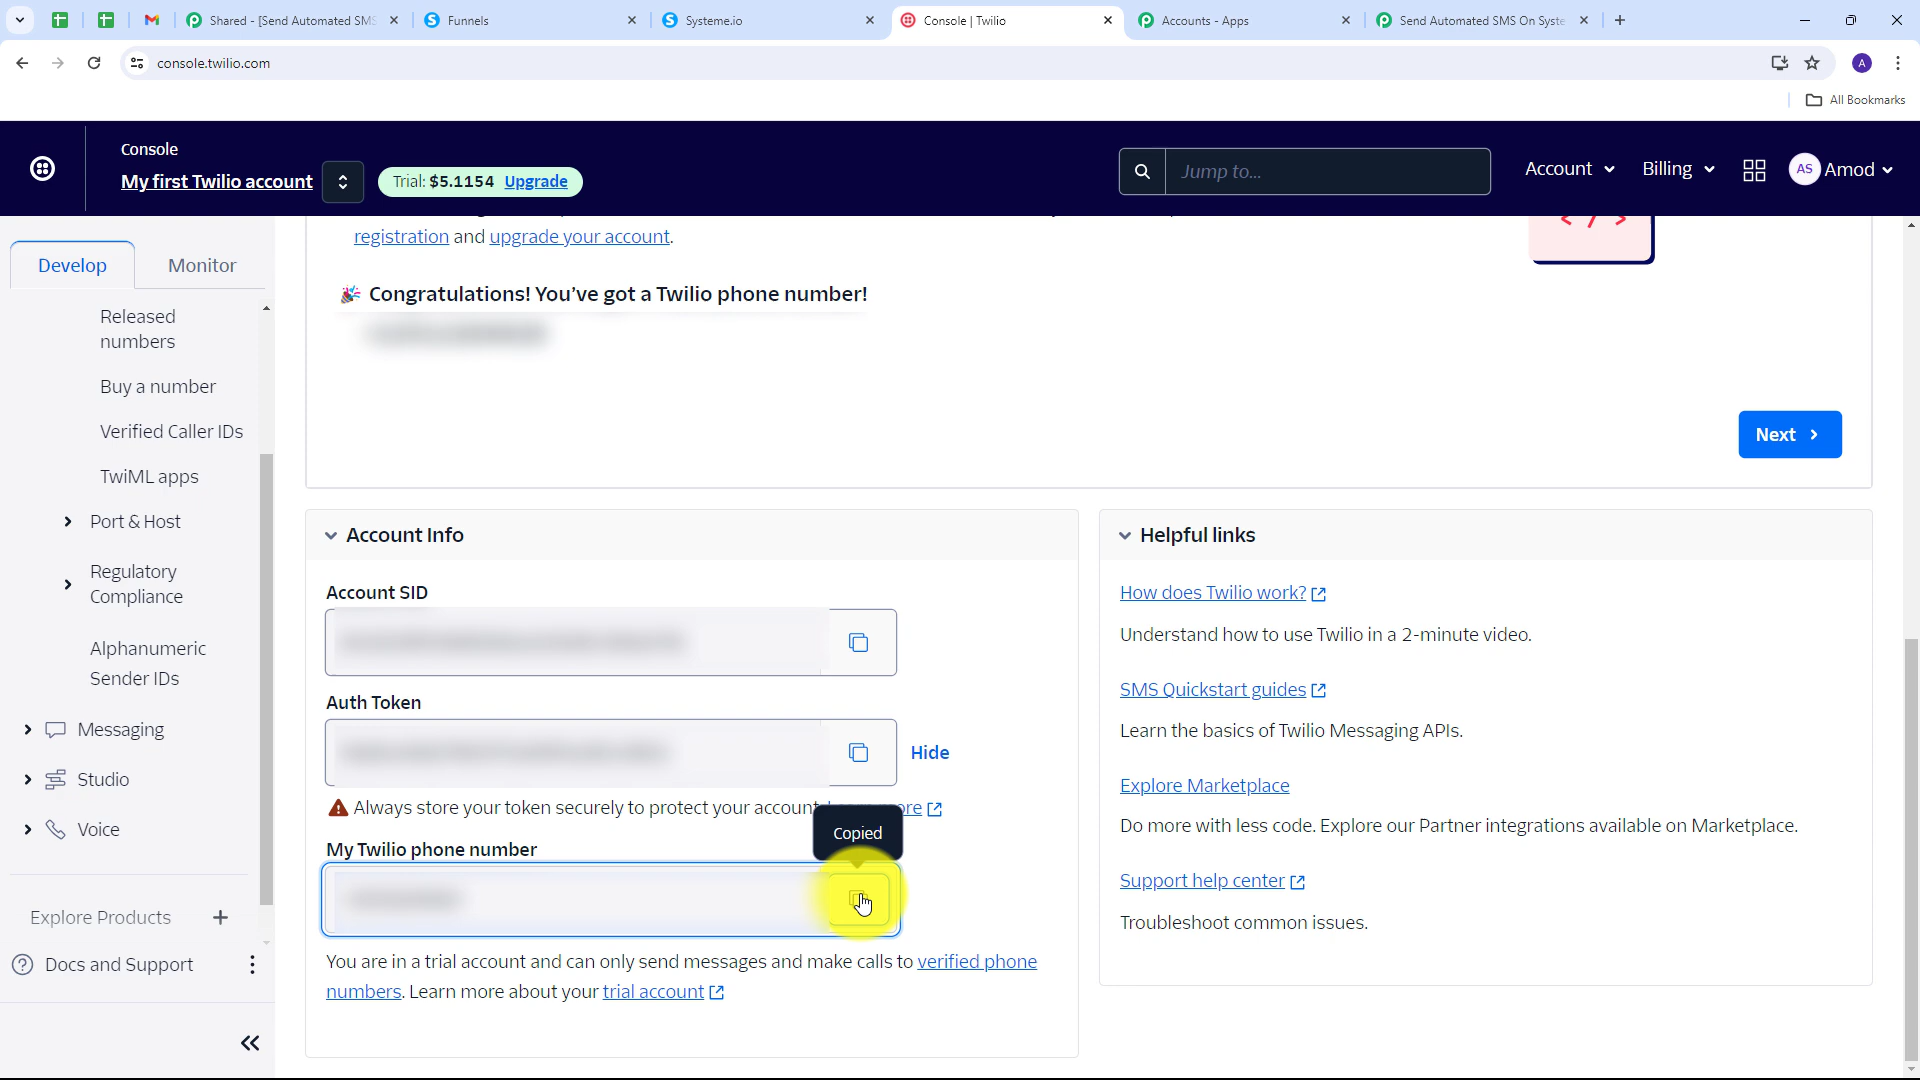 Shared - [Send Automated SMS
Funnels
Systeme.io
Console | Twilio
Accounts - Apps
Send Automated SMS On Syste
console.twilio.com
A
All Bookmarks
Console
My first Twilio account
Trial: $5.1154 Upgrade
Jump to...
Account
Billing
AS
Amod
Develop
Monitor
Released
numbers
Buy a number
Verified Caller IDs
TwiML apps
Port & Host
Regulatory
Compliance
Alphanumeric
Sender IDs
Messaging
Studio
Voice
Explore Products +
Docs and Support
registration and upgrade your account.
Congratulations! You've got a Twilio phone number!
Next
Account Info
Account SID
Auth Token
Hide
Always store your token securely to protect your account
Copied
My Twilio phone number
You are in a trial account and can only send messages and make calls to verified phone
numbers. Learn more about your trial account
Helpful links
How does Twilio work?
Understand how to use Twilio in a 2-minute video.
SMS Quickstart guides
Learn the basics of Twilio Messaging APIs.
Explore Marketplace
Do more with less code. Explore our Partner integrations available on Marketplace.
Support help center
Troubleshoot common issues.